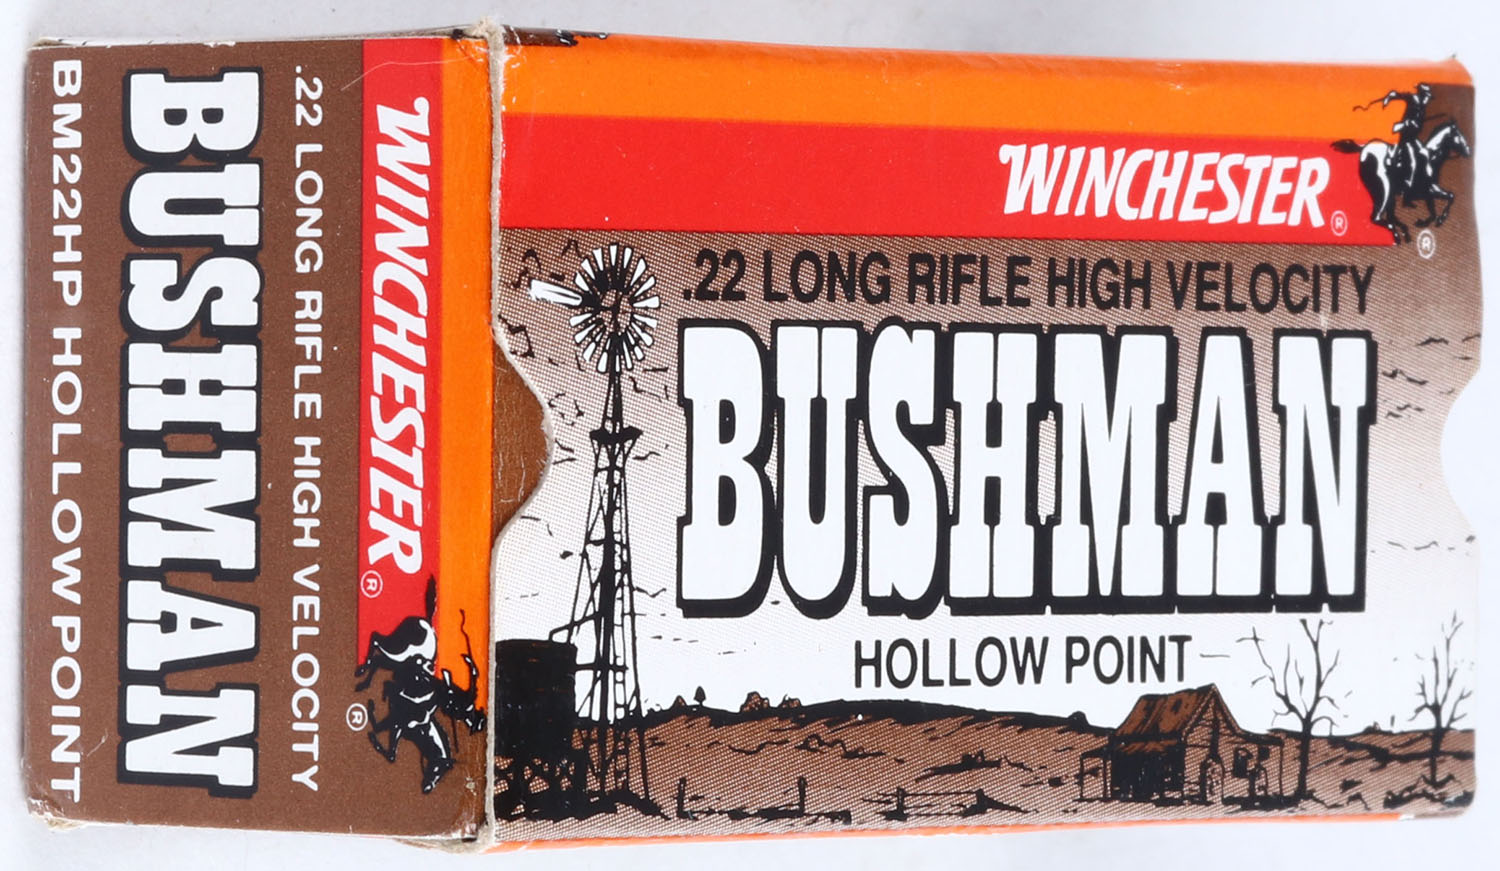 WINCHESTER®
®
.22 LONG RIFLE HIGH VELOCITY
BUSHMAN
HOLLOW POINT
WINCHESTER®
®
.22 LONG RIFLE HIGH VELOCITY
BUSHMAN
BM22HP HOLLOW POINT